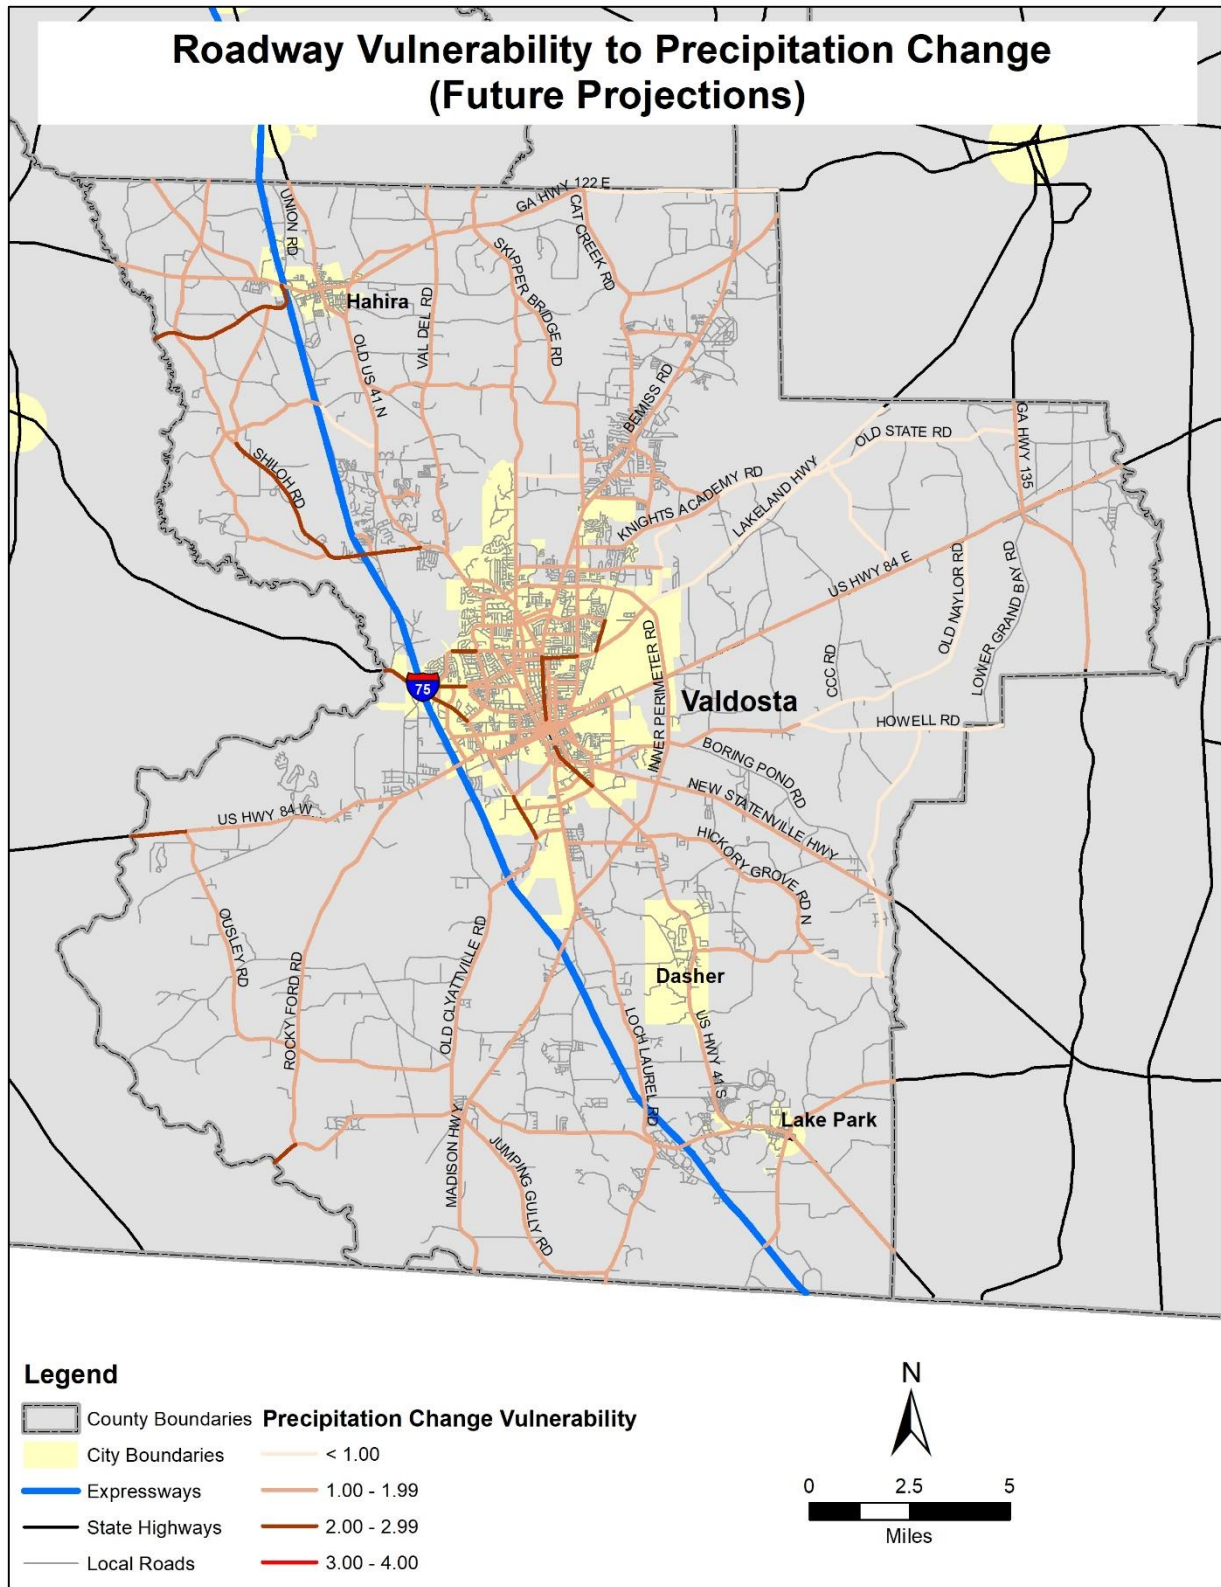 Roadway Vulnerability to Precipitation Change
(Future Projections)
GA HWY 122 E
UNION RD
CAT CREEK RD
SKIPPER BRIDGE RD
Hahira
VAL DEL RD
OLD US 41 N
BEMISS RD
OLD STATE RD
GA HWY 135
SHILOH RD
KNIGHTS ACADEMY RD
LAKELAND HWY
US HWY 84 E
OLD NAYLOR RD
LOWER GRAND BAY RD
INNER PERIMETER RD
CCC RD
75
Valdosta
HOWELL RD
BORING POND RD
NEW STATENVILLE HWY
US HWY 84 W
HICKORY GROVE RD N
OUSLEY RD
ROCKY FORD RD
OLD CLYATTVILLE RD
Dasher
LOCH LAUREL RD
US HWY 41 S
Lake Park
MADISON HWY
JUMPING GULLY RD
Legend
County Boundaries
City Boundaries
Expressways
State Highways
Local Roads
Precipitation Change Vulnerability
< 1.00
1.00 - 1.99
2.00 - 2.99
3.00 - 4.00
N
0 2.5 5
Miles